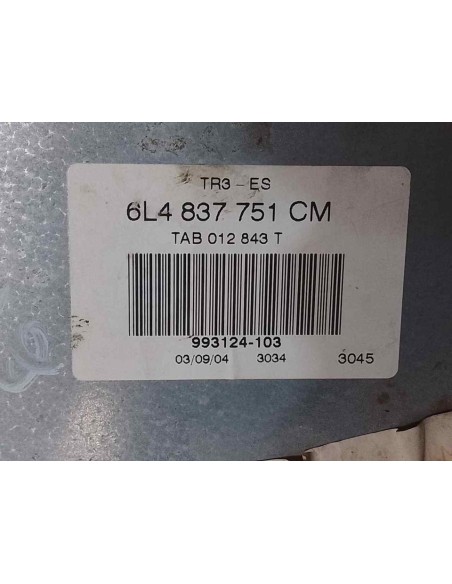 TR3-ES
6L4 837 751 CM
TAB 012 843 T
993124-103
03/09/04 3034 3045